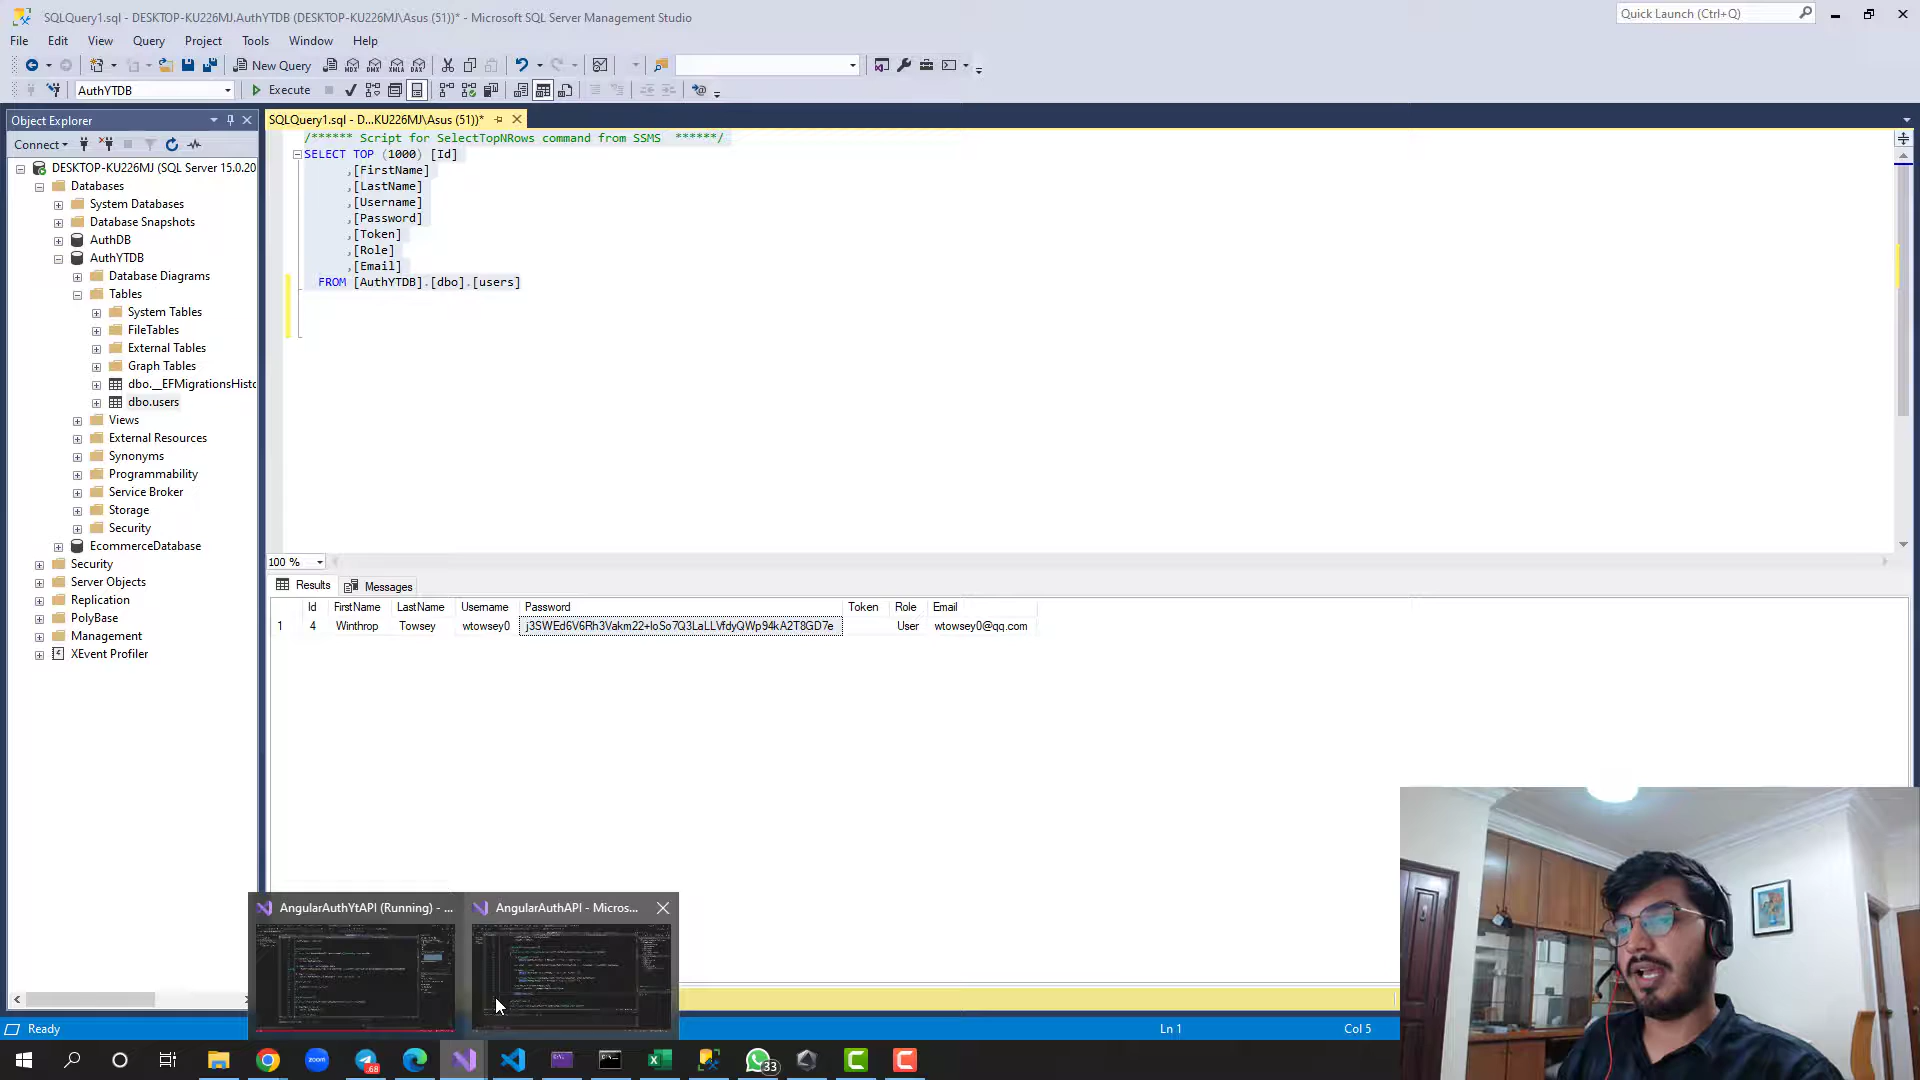 SQLQuery1.sql - DESKTOP-KU226MJ.AuthYTDB (DESKTOP-KU226MJ\Asus (51))* - Microsoft SQL Server Management Studio
Quick Launch (Ctrl+Q)
File Edit View Query Project Tools Window Help
New Query
AuthYTDB
Execute
Object Explorer
SQLQuery1.sql - D...KU226MJ\Asus (51))*
Connect
DESKTOP-KU226MJ (SQL Server 15.0.20
Databases
System Databases
Database Snapshots
AuthDB
AuthYTDB
Database Diagrams
Tables
System Tables
FileTables
External Tables
Graph Tables
dbo.__EFMigrationsHisto
dbo.users
Views
External Resources
Synonyms
Programmability
Service Broker
Storage
Security
EcommerceDatabase
Security
Server Objects
Replication
PolyBase
Management
XEvent Profiler
/****** Script for SelectTopNRows command from SSMS ******/
SELECT TOP (1000) [Id]
,[FirstName]
,[LastName]
,[Username]
,[Password]
,[Token]
,[Role]
,[Email]
FROM [AuthYTDB].[dbo].[users]
100 %
Results Messages
Id FirstName LastName Username Password Token Role Email
1 4 Winthrop Towsey wtowsey0 j3SWEd6V6Rh3Vakm22+loSo7Q3LaLLVfdyQWp94kA2T8GD7e User wtowsey0@qq.com
AngularAuthYtAPI (Running) - ...
AngularAuthAPI - Micros...
Ready
Ln 1
Col 5
zoom
.68
33